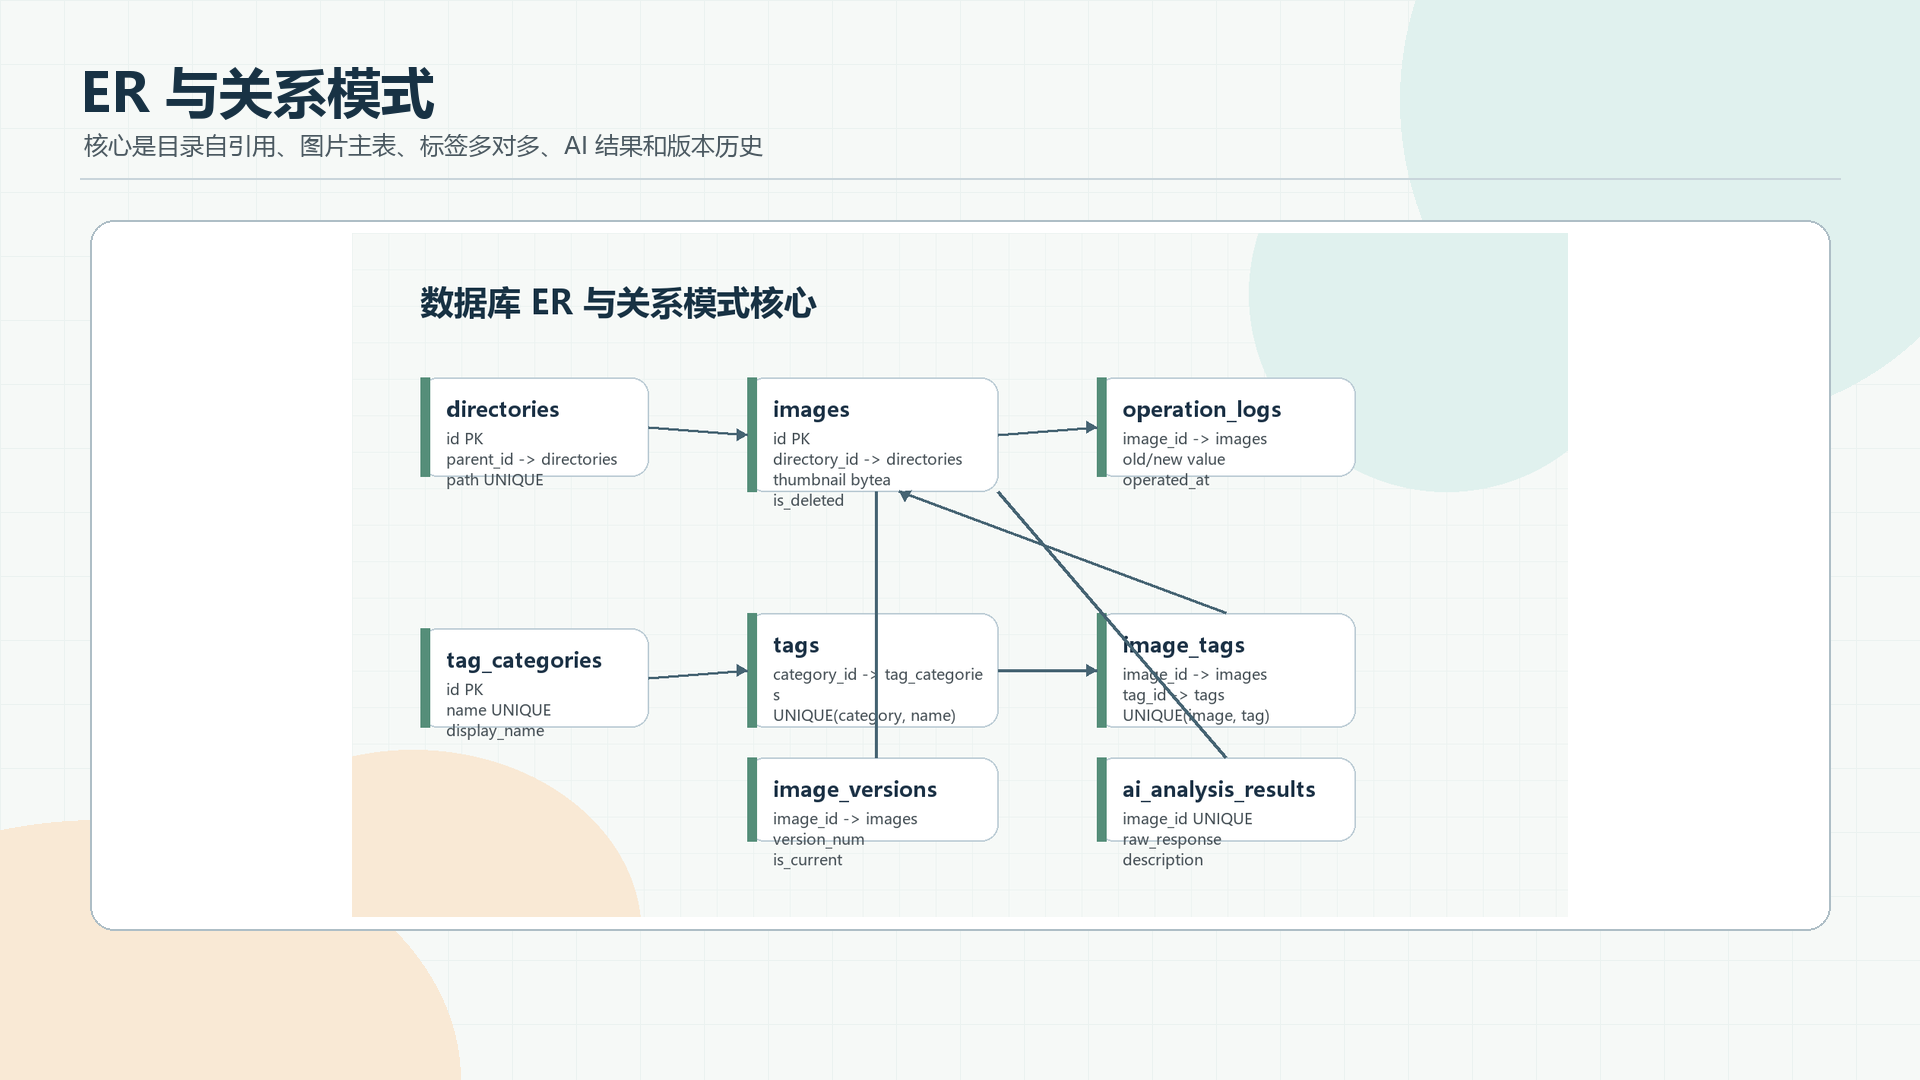 ER 与关系模式
核心是目录自引用、图片主表、标签多对多、AI 结果和版本历史
数据库 ER 与关系模式核心
directories
id PK
parent_id -> directories
path UNIQUE
images
id PK
directory_id -> directories
thumbnail bytea
is_deleted
operation_logs
image_id -> images
old/new value
operated_at
tag_categories
id PK
name UNIQUE
display_name
tags
category_id -> tag_categorie
s
UNIQUE(category, name)
image_tags
image_id -> images
tag_id -> tags
UNIQUE(image, tag)
image_versions
image_id -> images
version_num
is_current
ai_analysis_results
image_id UNIQUE
raw_response
description